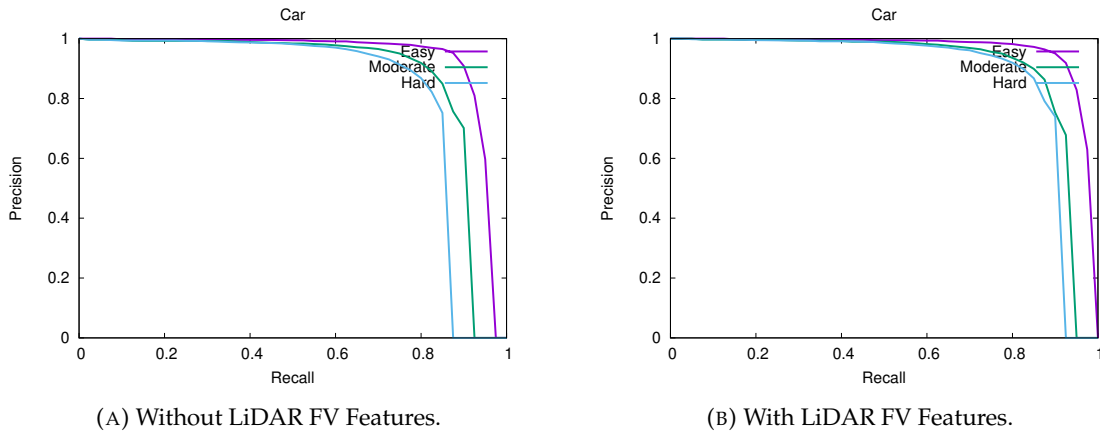 Car
1
0.8
0.6
0.4
0.2
0
Precision
Easy
Moderate
Hard
0 0.2 0.4 0.6 0.8 1
Recall
(A) Without LiDAR FV Features.
Car
1
0.8
0.6
0.4
0.2
0
Precision
Easy
Moderate
Hard
0 0.2 0.4 0.6 0.8 1
Recall
(B) With LiDAR FV Features.